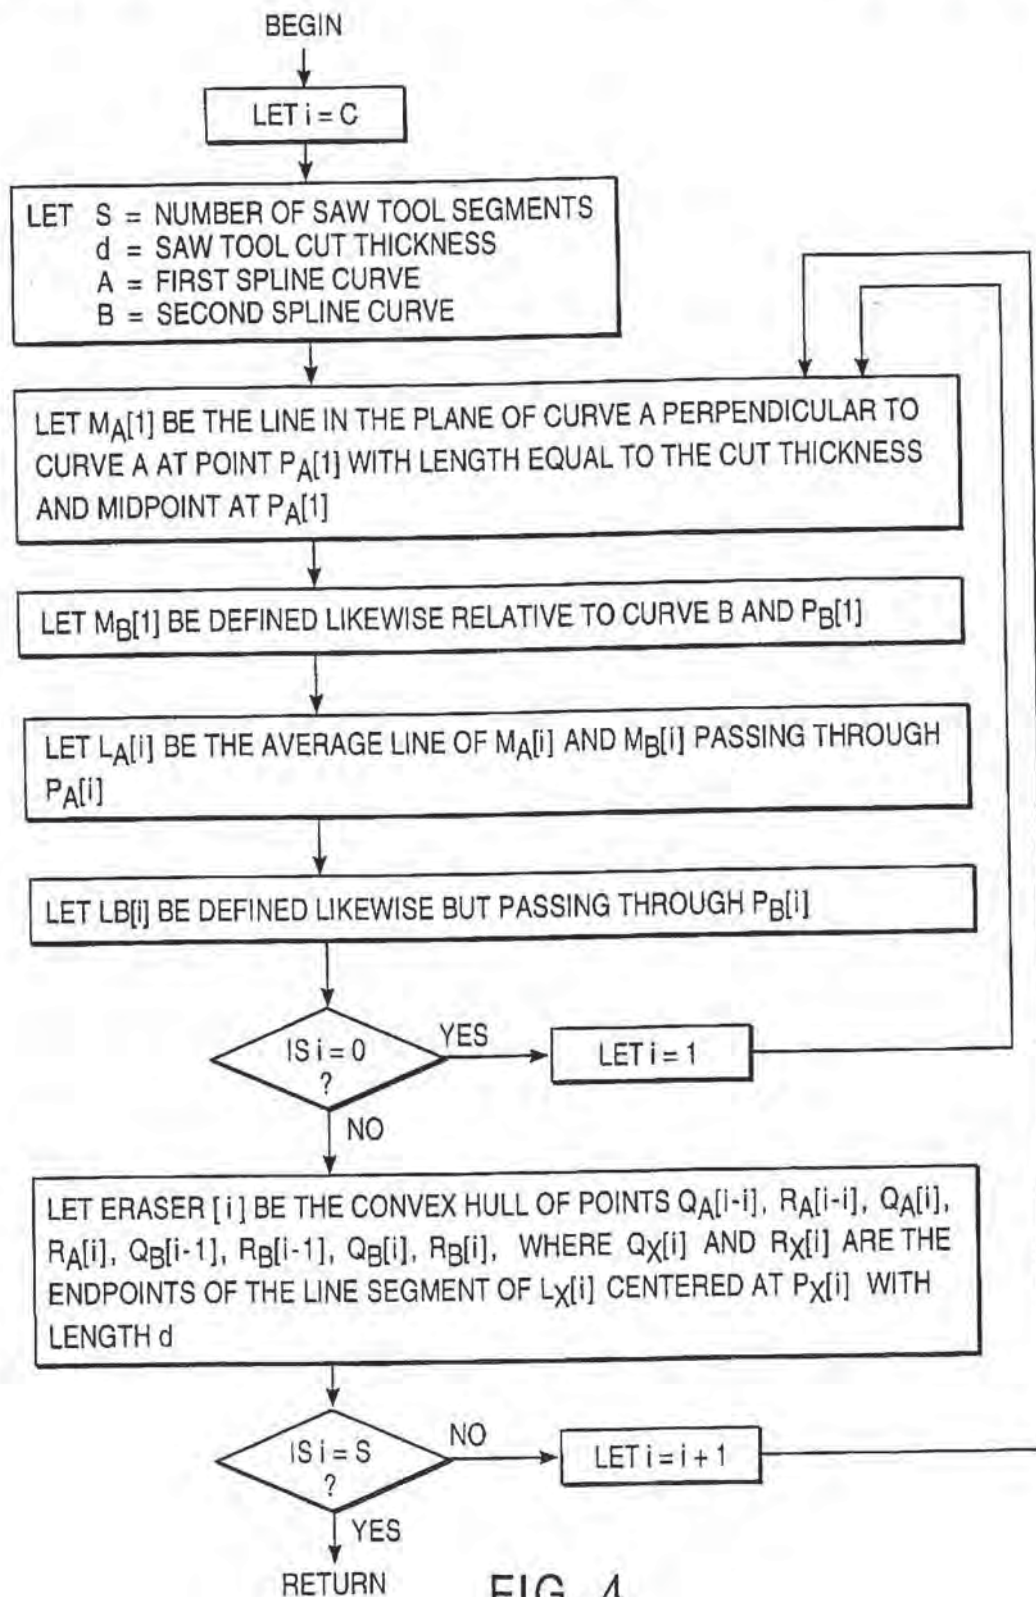 BEGIN
LET i = C
LET S = NUMBER OF SAW TOOL SEGMENTS
d = SAW TOOL CUT THICKNESS
A = FIRST SPLINE CURVE
B = SECOND SPLINE CURVE
LET MA[1] BE THE LINE IN THE PLANE OF CURVE A PERPENDICULAR TO
CURVE A AT POINT PA[1] WITH LENGTH EQUAL TO THE CUT THICKNESS
AND MIDPOINT AT PA[1]
LET MB[1] BE DEFINED LIKEWISE RELATIVE TO CURVE B AND PB[1]
LET LA[i] BE THE AVERAGE LINE OF MA[i] AND MB[i] PASSING THROUGH
PA[i]
LET LB[i] BE DEFINED LIKEWISE BUT PASSING THROUGH PB[i]
IS i = 0
?
YES
LET i = 1
NO
LET ERASER [i] BE THE CONVEX HULL OF POINTS QA[i-i], RA[i-i], QA[i],
RA[i], QB[i-1], RB[i-1], QB[i], RB[i], WHERE QX[i] AND RX[i] ARE THE
ENDPOINTS OF THE LINE SEGMENT OF LX[i] CENTERED AT PX[i] WITH
LENGTH d
IS i = S
?
NO
LET i = i + 1
YES
RETURN
FIG. 4